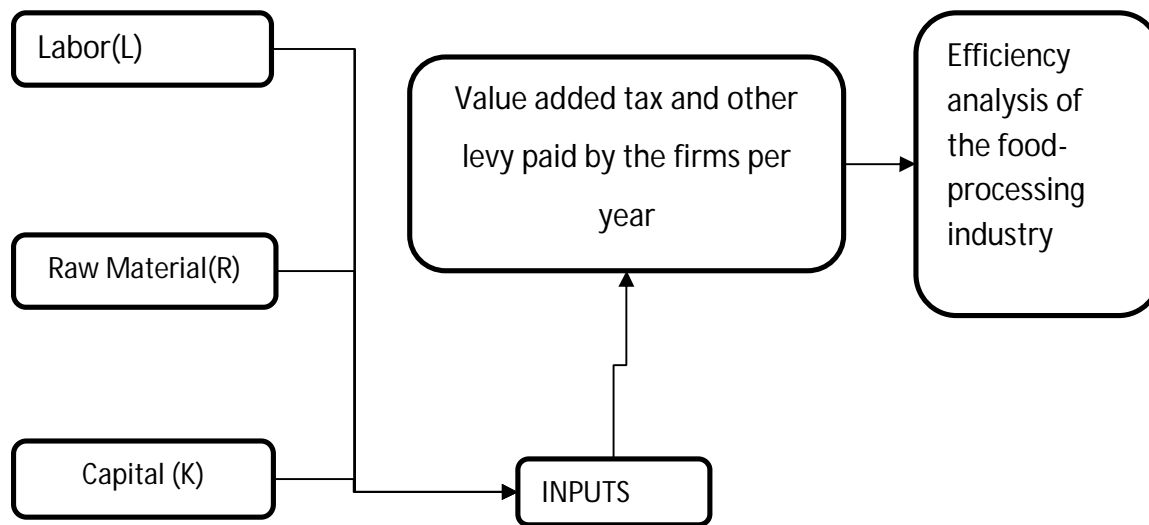 Labor(L)
Raw Material(R)
Capital (K)
INPUTS
Value added tax and other
levy paid by the firms per
year
Efficiency
analysis of
the food-
processing
industry